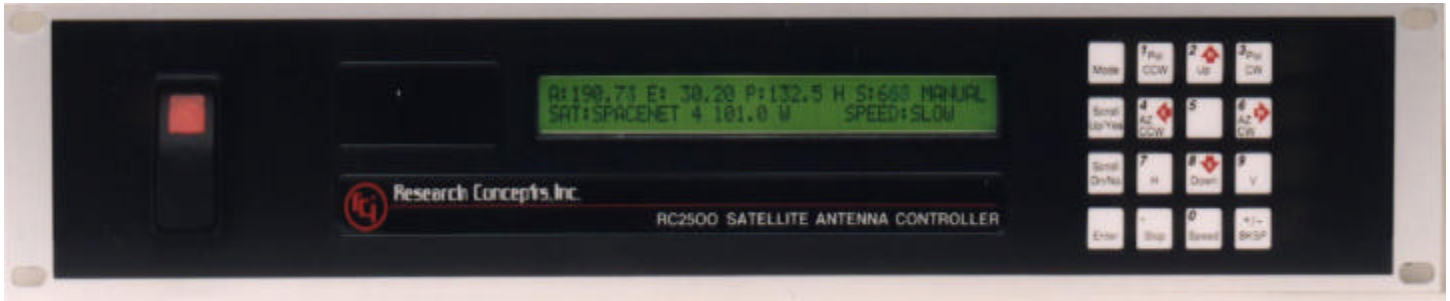 A:190.73 E: 30.20 P:132.5 H S:668 MANUAL
SAT:SPACENET 4 101.0 W SPEED:SLOW
rci Research Concepts, Inc.
RC2500 SATELLITE ANTENNA CONTROLLER
Mode
1 Pol CCW
2 Up
3 Pol CW
Scroll Up/Yes
4 AZ CCW
5
6 AZ CW
Scroll Dn/No
7 H
8 Down
9 V
Enter
. Stop
0 Speed
+/- BKSP